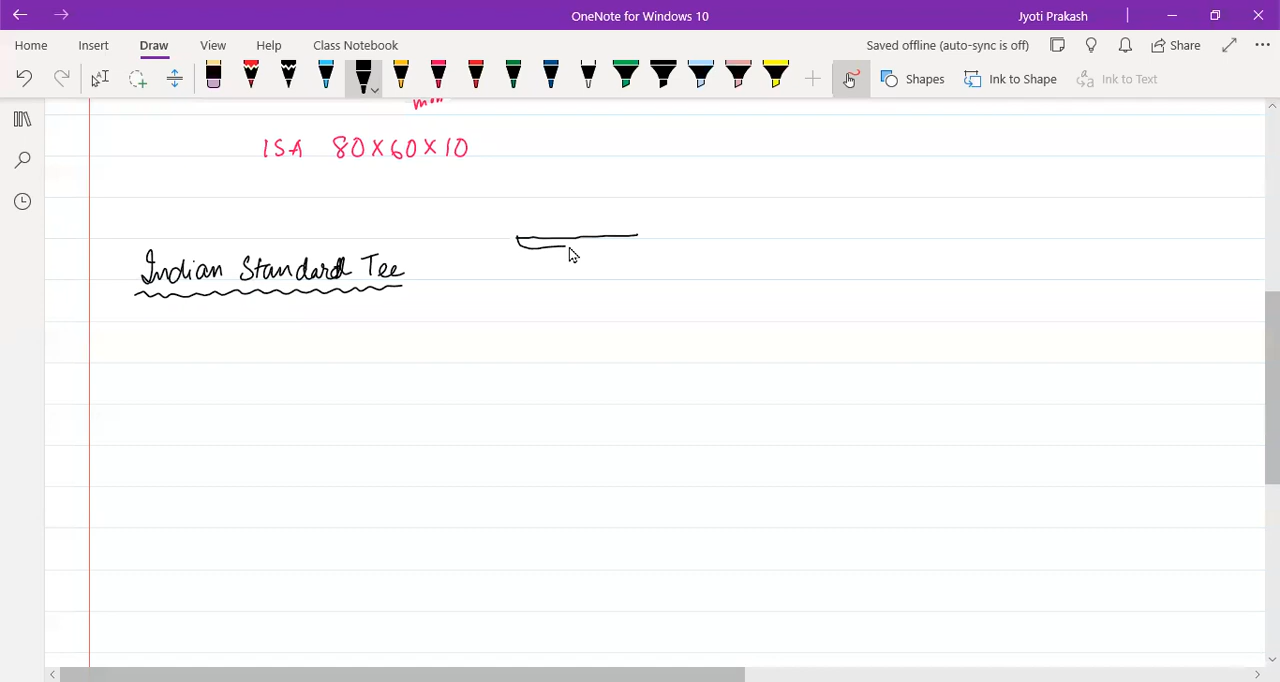 OneNote for Windows 10
Jyoti Prakash
Home Insert Draw View Help Class Notebook
Saved offline (auto-sync is off) Share
Shapes Ink to Shape Ink to Text
mm
ISA 80×60×10
Indian Standard Tee